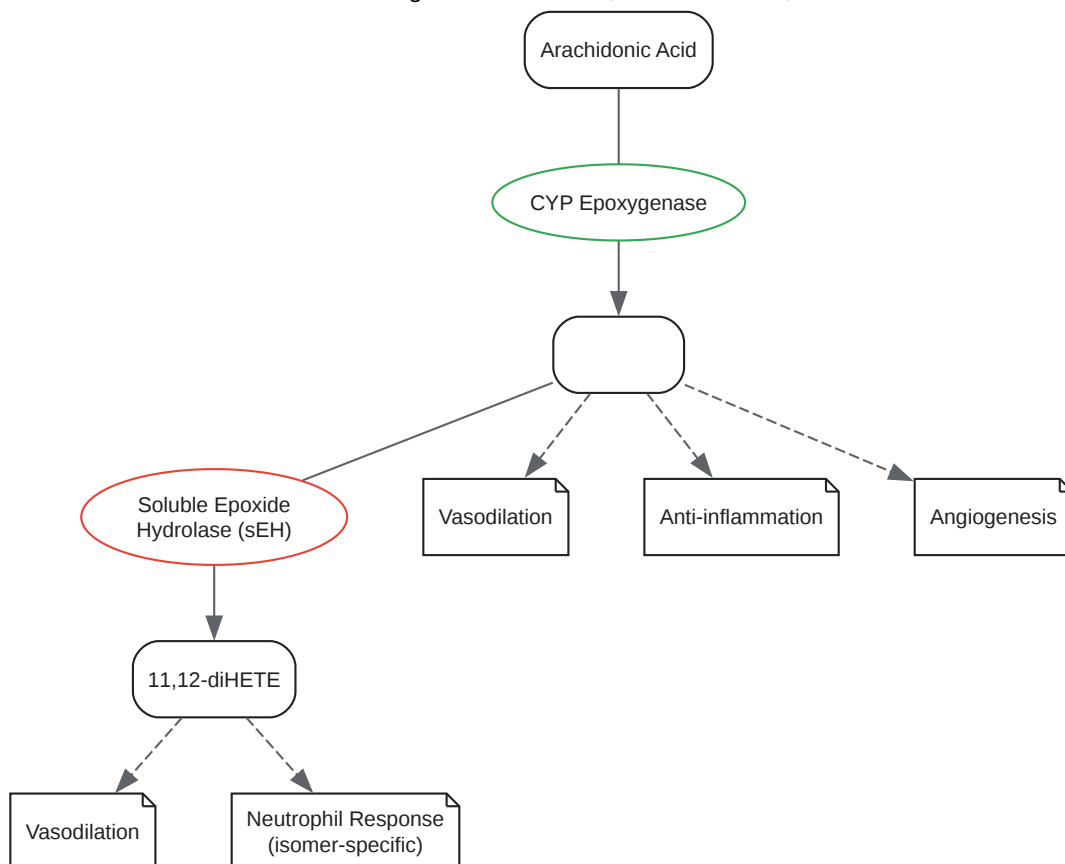 Arachidonic Acid
CYP Epoxygenase
Soluble Epoxide
Hydrolase (sEH)
Vasodilation
Anti-inflammation
Angiogenesis
11,12-diHETE
Vasodilation
Neutrophil Response
(isomer-specific)